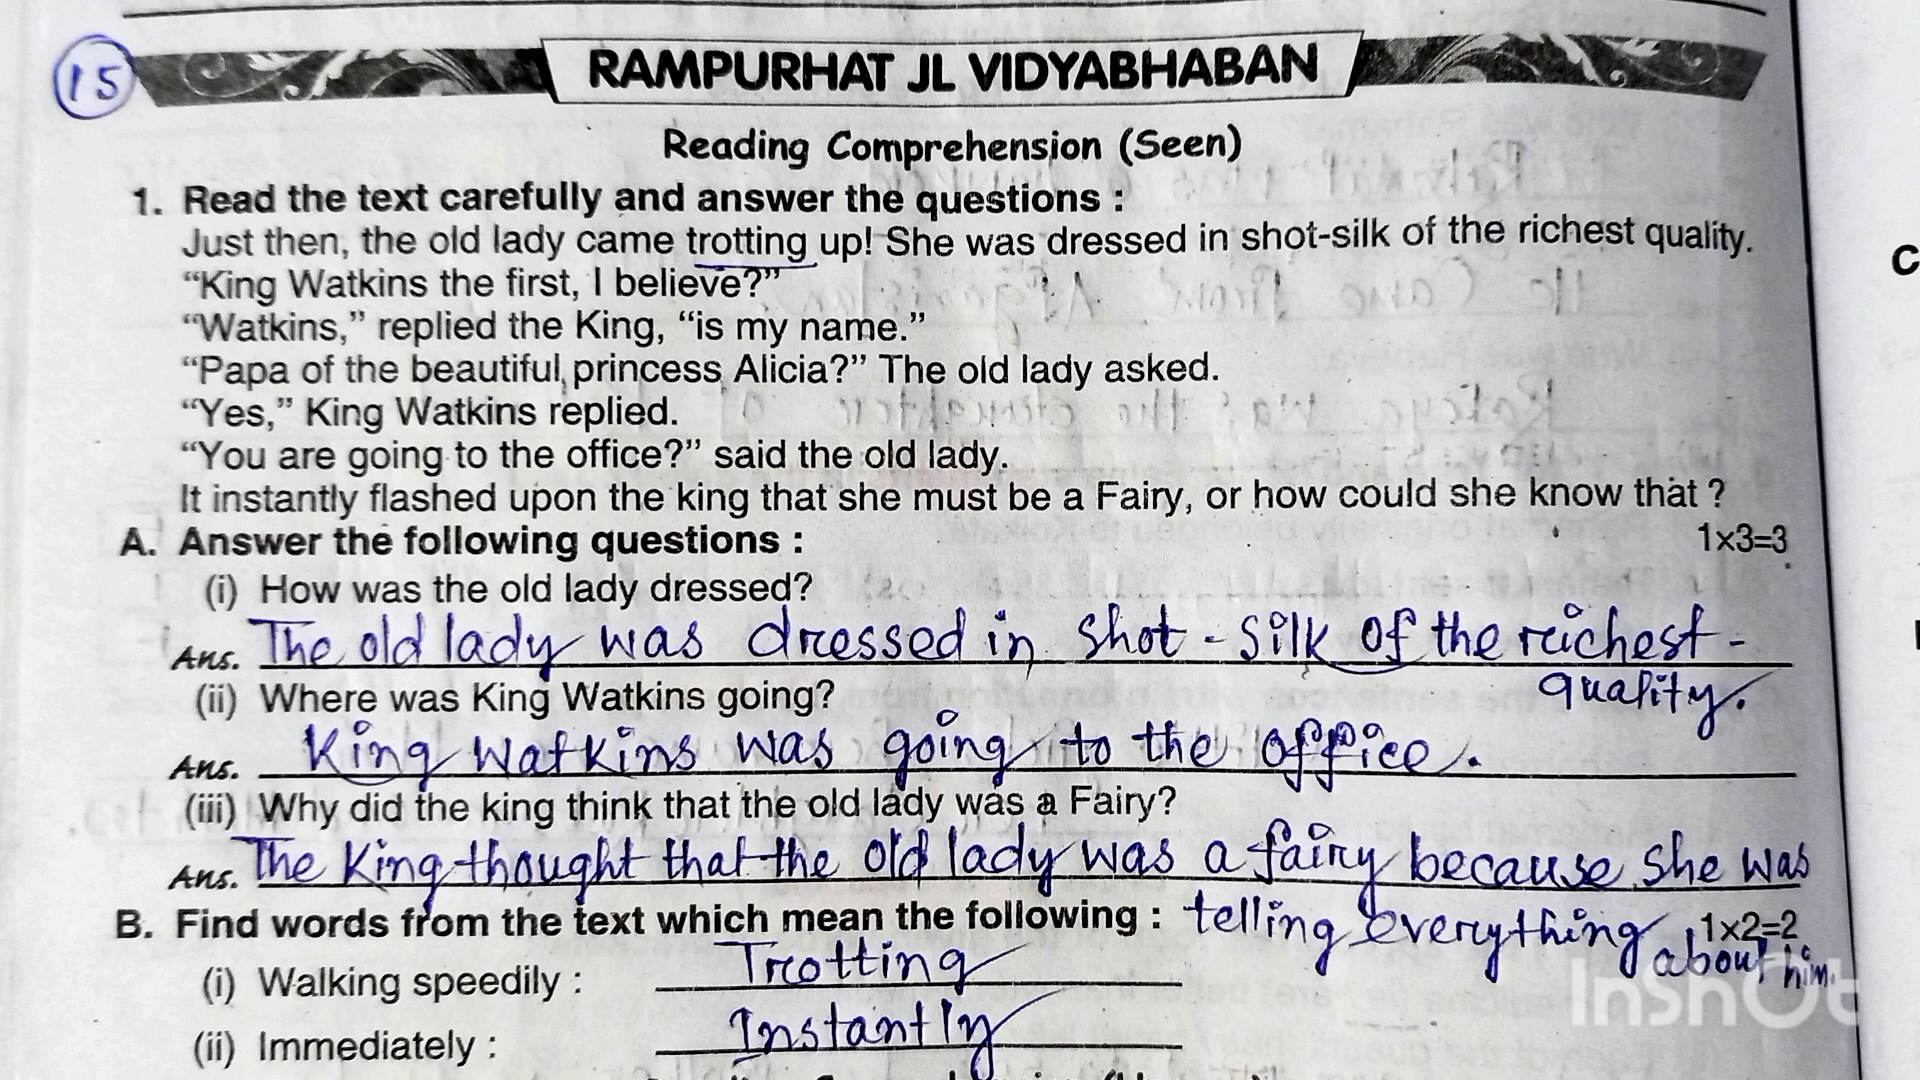 15
RAMPURHAT JL VIDYABHABAN
Reading Comprehension (Seen)
1. Read the text carefully and answer the questions :
Just then, the old lady came trotting up! She was dressed in shot-silk of the richest quality.
“King Watkins the first, I believe?”
“Watkins,” replied the King, “is my name.”
“Papa of the beautiful princess Alicia?” The old lady asked.
“Yes,” King Watkins replied.
“You are going to the office?” said the old lady.
It instantly flashed upon the king that she must be a Fairy, or how could she know that ?
A. Answer the following questions : 1×3=3
(i) How was the old lady dressed?
Ans. The old lady was dressed in shot-silk of the richest -
quality.
(ii) Where was King Watkins going?
Ans. King Watkins was going to the office.
(iii) Why did the king think that the old lady was a Fairy?
Ans. The King thought that the old lady was a fairy because she was
telling everything about him.
B. Find words from the text which mean the following : 1×2=2
(i) Walking speedily : Trotting
(ii) Immediately : Instantly
InShOt
C